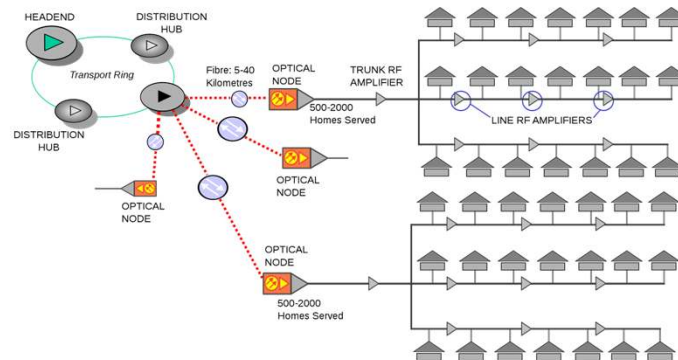 HEADEND
DISTRIBUTION
HUB
Transport Ring
DISTRIBUTION
HUB
Fibre: 5-40
Kilometres
OPTICAL
NODE
500-2000
Homes Served
TRUNK RF
AMPLIFIER
LINE RF AMPLIFIERS
OPTICAL
NODE
OPTICAL
NODE
OPTICAL
NODE
500-2000
Homes Served